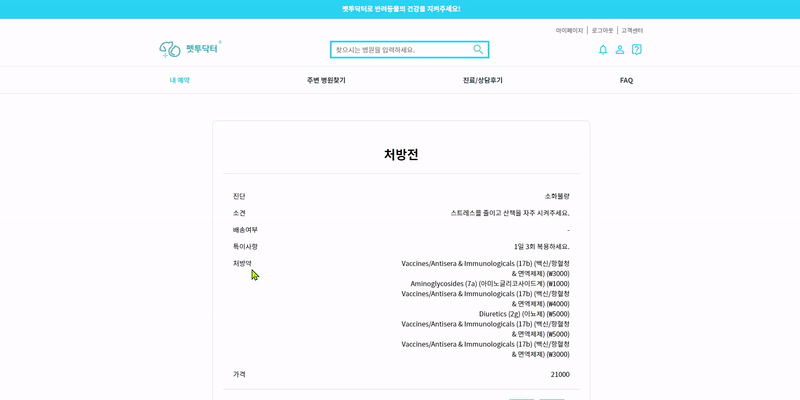 펫투닥터로 반려동물의 건강을 지켜주세요!
마이페이지 | 로그아웃 | 고객센터
펫투닥터
찾으시는 병원을 입력하세요.
내 예약 주변 병원찾기 진료/상담후기 FAQ
처방전
진단 소화불량
소견 스트레스를 줄이고 산책을 자주 시켜주세요.
배송여부 -
특이사항 1일 3회 복용하세요.
처방약 Vaccines/Antisera & Immunologicals (17b) (백신/항혈청
& 면역제제) (₩3000)
Aminoglycosides (7a) (아미노글리코사이드계) (₩1000)
Vaccines/Antisera & Immunologicals (17b) (백신/항혈청
& 면역제제) (₩4000)
Diuretics (2g) (이뇨제) (₩5000)
Vaccines/Antisera & Immunologicals (17b) (백신/항혈청
& 면역제제) (₩5000)
Vaccines/Antisera & Immunologicals (17b) (백신/항혈청
& 면역제제) (₩3000)
가격 21000